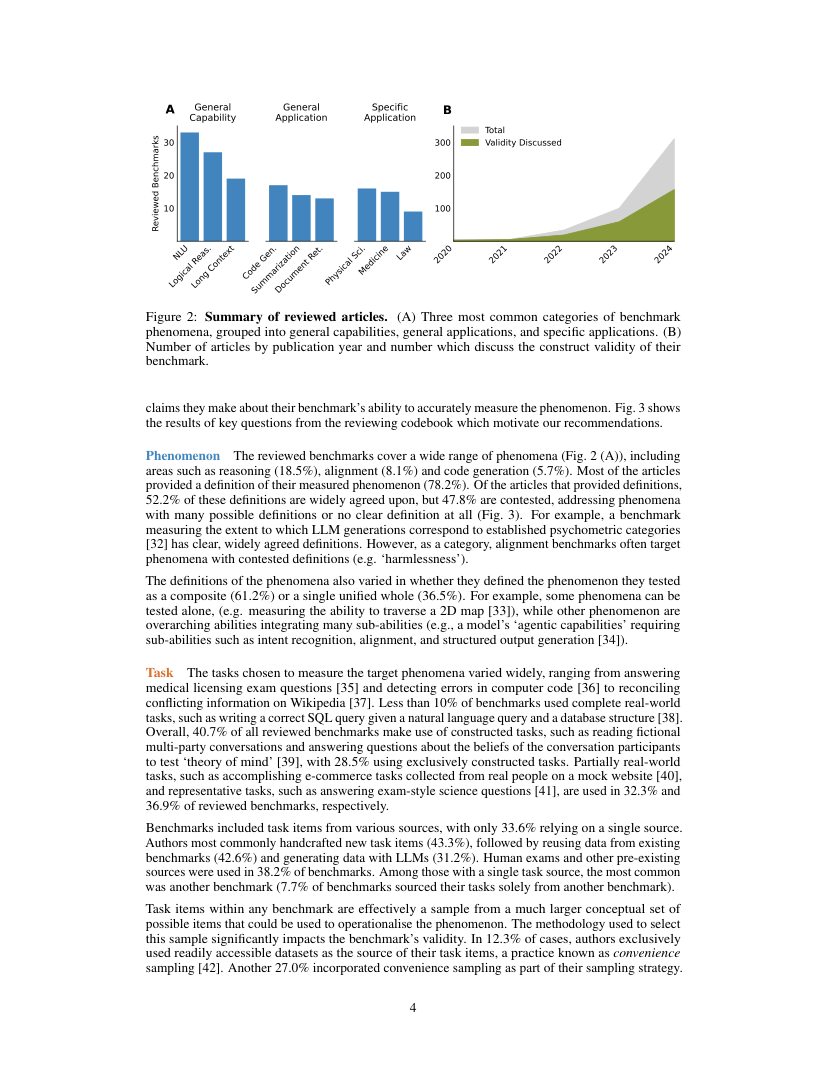 A
General
Capability
General
Application
Specific
Application
Reviewed Benchmarks
30
20
10
NLU
Logical Reas.
Long Context
Code Gen.
Summarization
Document Ret.
Physical Sci.
Medicine
Law
B
Total
Validity Discussed
300
200
100
2020
2021
2022
2023
2024
Figure 2: Summary of reviewed articles. (A) Three most common categories of benchmark
phenomena, grouped into general capabilities, general applications, and specific applications. (B)
Number of articles by publication year and number which discuss the construct validity of their
benchmark.
claims they make about their benchmark's ability to accurately measure the phenomenon. Fig. 3 shows
the results of key questions from the reviewing codebook which motivate our recommendations.
Phenomenon The reviewed benchmarks cover a wide range of phenomena (Fig. 2 (A)), including
areas such as reasoning (18.5%), alignment (8.1%) and code generation (5.7%). Most of the articles
provided a definition of their measured phenomenon (78.2%). Of the articles that provided definitions,
52.2% of these definitions are widely agreed upon, but 47.8% are contested, addressing phenomena
with many possible definitions or no clear definition at all (Fig. 3). For example, a benchmark
measuring the extent to which LLM generations correspond to established psychometric categories
[32] has clear, widely agreed definitions. However, as a category, alignment benchmarks often target
phenomena with contested definitions (e.g. ‘harmlessness’).
The definitions of the phenomena also varied in whether they defined the phenomenon they tested
as a composite (61.2%) or a single unified whole (36.5%). For example, some phenomena can be
tested alone, (e.g. measuring the ability to traverse a 2D map [33]), while other phenomenon are
overarching abilities integrating many sub-abilities (e.g., a model's ‘agentic capabilities’ requiring
sub-abilities such as intent recognition, alignment, and structured output generation [34]).
Task The tasks chosen to measure the target phenomena varied widely, ranging from answering
medical licensing exam questions [35] and detecting errors in computer code [36] to reconciling
conflicting information on Wikipedia [37]. Less than 10% of benchmarks used complete real-world
tasks, such as writing a correct SQL query given a natural language query and a database structure [38].
Overall, 40.7% of all reviewed benchmarks make use of constructed tasks, such as reading fictional
multi-party conversations and answering questions about the beliefs of the conversation participants
to test ‘theory of mind’ [39], with 28.5% using exclusively constructed tasks. Partially real-world
tasks, such as accomplishing e-commerce tasks collected from real people on a mock website [40],
and representative tasks, such as answering exam-style science questions [41], are used in 32.3% and
36.9% of reviewed benchmarks, respectively.
Benchmarks included task items from various sources, with only 33.6% relying on a single source.
Authors most commonly handcrafted new task items (43.3%), followed by reusing data from existing
benchmarks (42.6%) and generating data with LLMs (31.2%). Human exams and other pre-existing
sources were used in 38.2% of benchmarks. Among those with a single task source, the most common
was another benchmark (7.7% of benchmarks sourced their tasks solely from another benchmark).
Task items within any benchmark are effectively a sample from a much larger conceptual set of
possible items that could be used to operationalise the phenomenon. The methodology used to select
this sample significantly impacts the benchmark's validity. In 12.3% of cases, authors exclusively
used readily accessible datasets as the source of their task items, a practice known as convenience
sampling [42]. Another 27.0% incorporated convenience sampling as part of their sampling strategy.
4